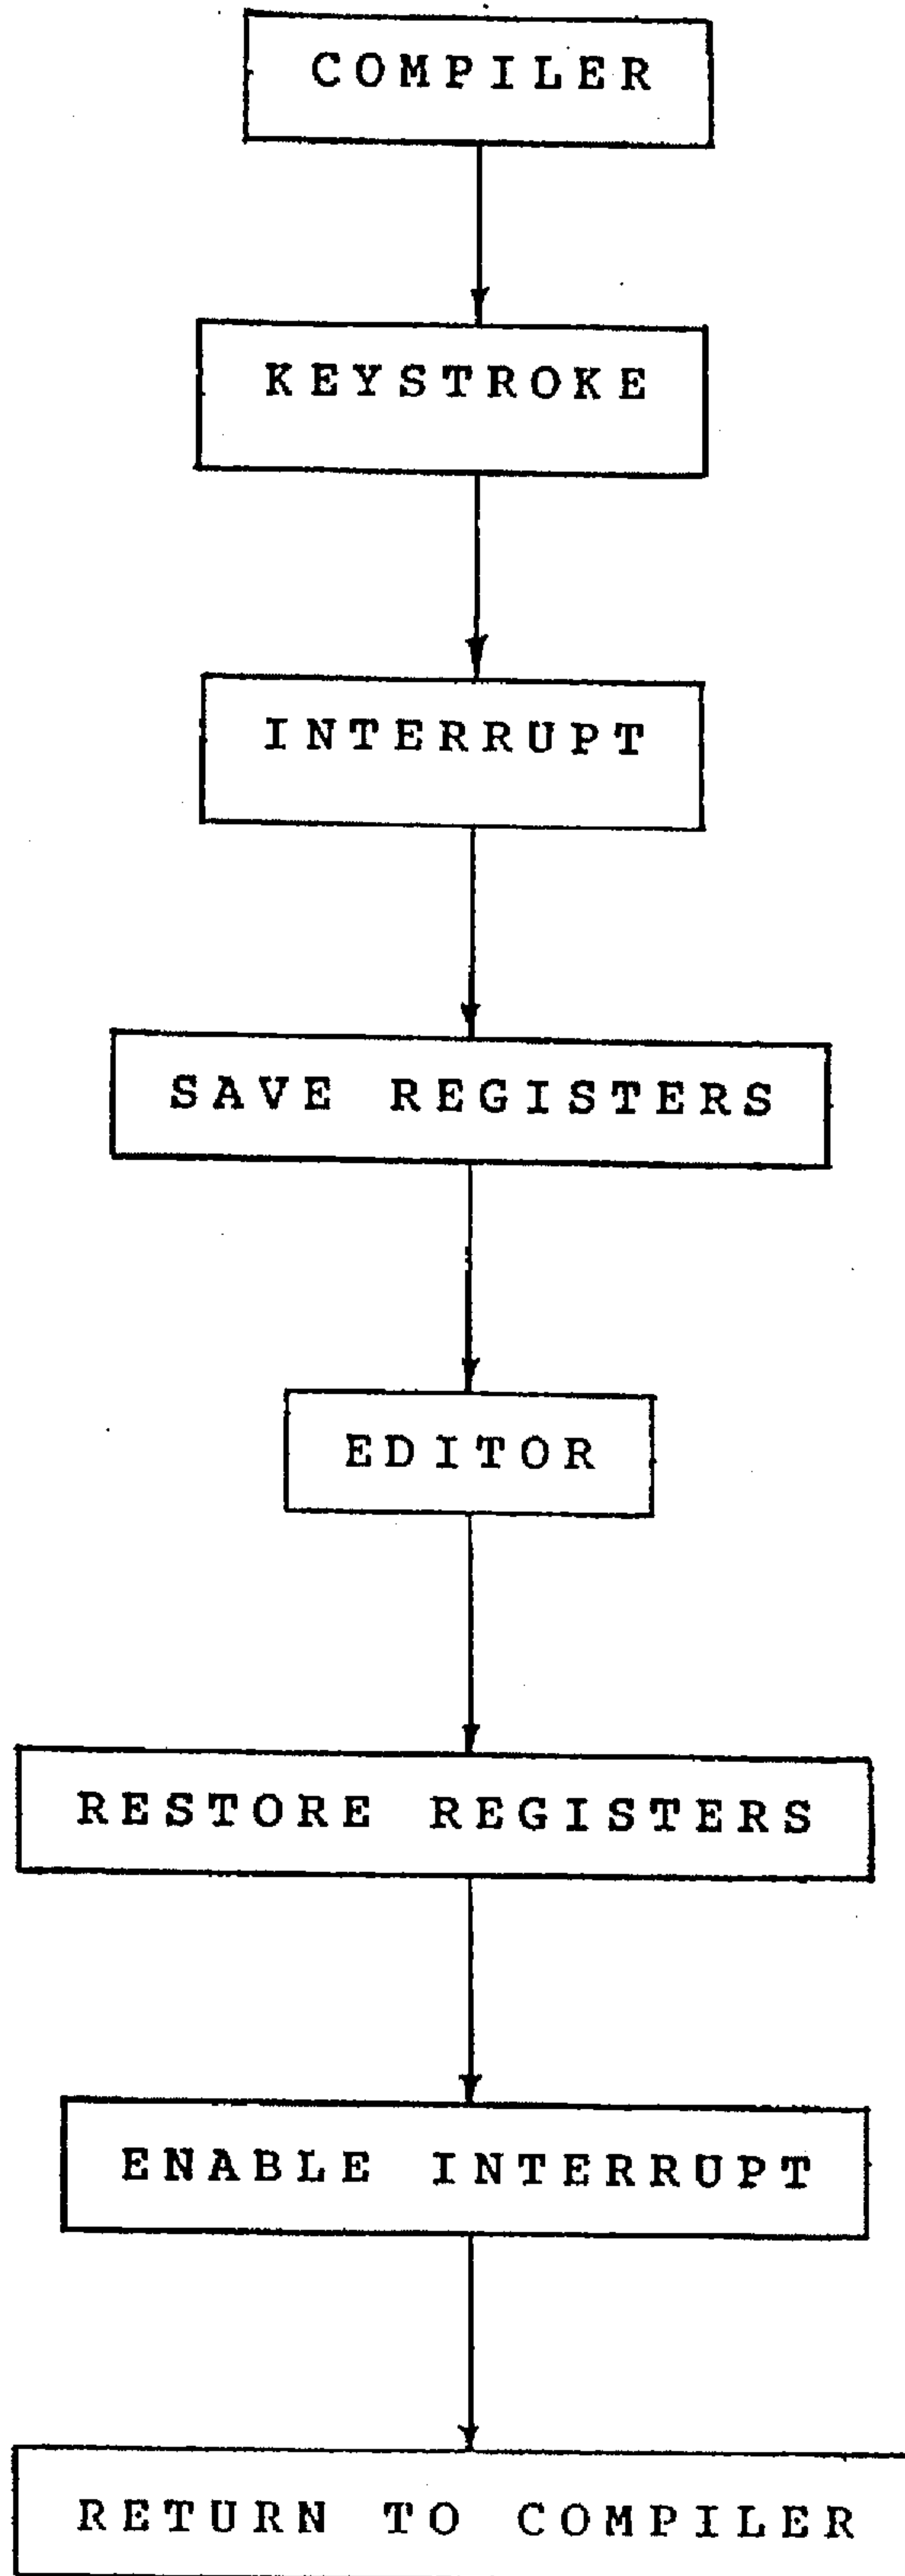 COMPILER
KEYSTROKE
INTERRUPT
SAVE REGISTERS
EDITOR
RESTORE REGISTERS
ENABLE INTERRUPT
RETURN TO COMPILER